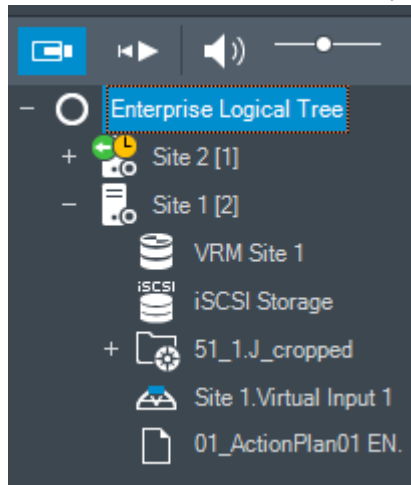 Enterprise Logical Tree
Site 2 [1]
Site 1 [2]
VRM Site 1
iSCSI
iSCSI Storage
51_1.J_cropped
Site 1.Virtual Input 1
01_ActionPlan01 EN.